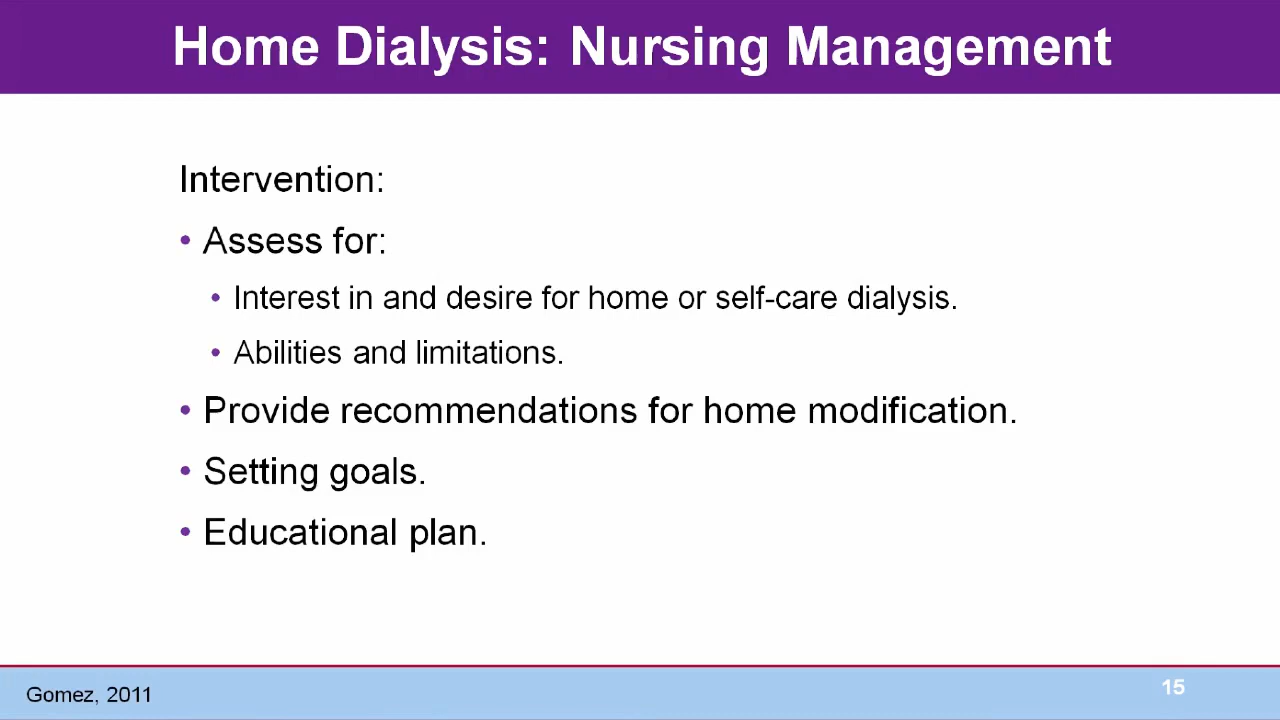 Home Dialysis: Nursing Management
Intervention:
• Assess for:
• Interest in and desire for home or self-care dialysis.
• Abilities and limitations.
• Provide recommendations for home modification.
• Setting goals.
• Educational plan.
Gomez, 2011
15